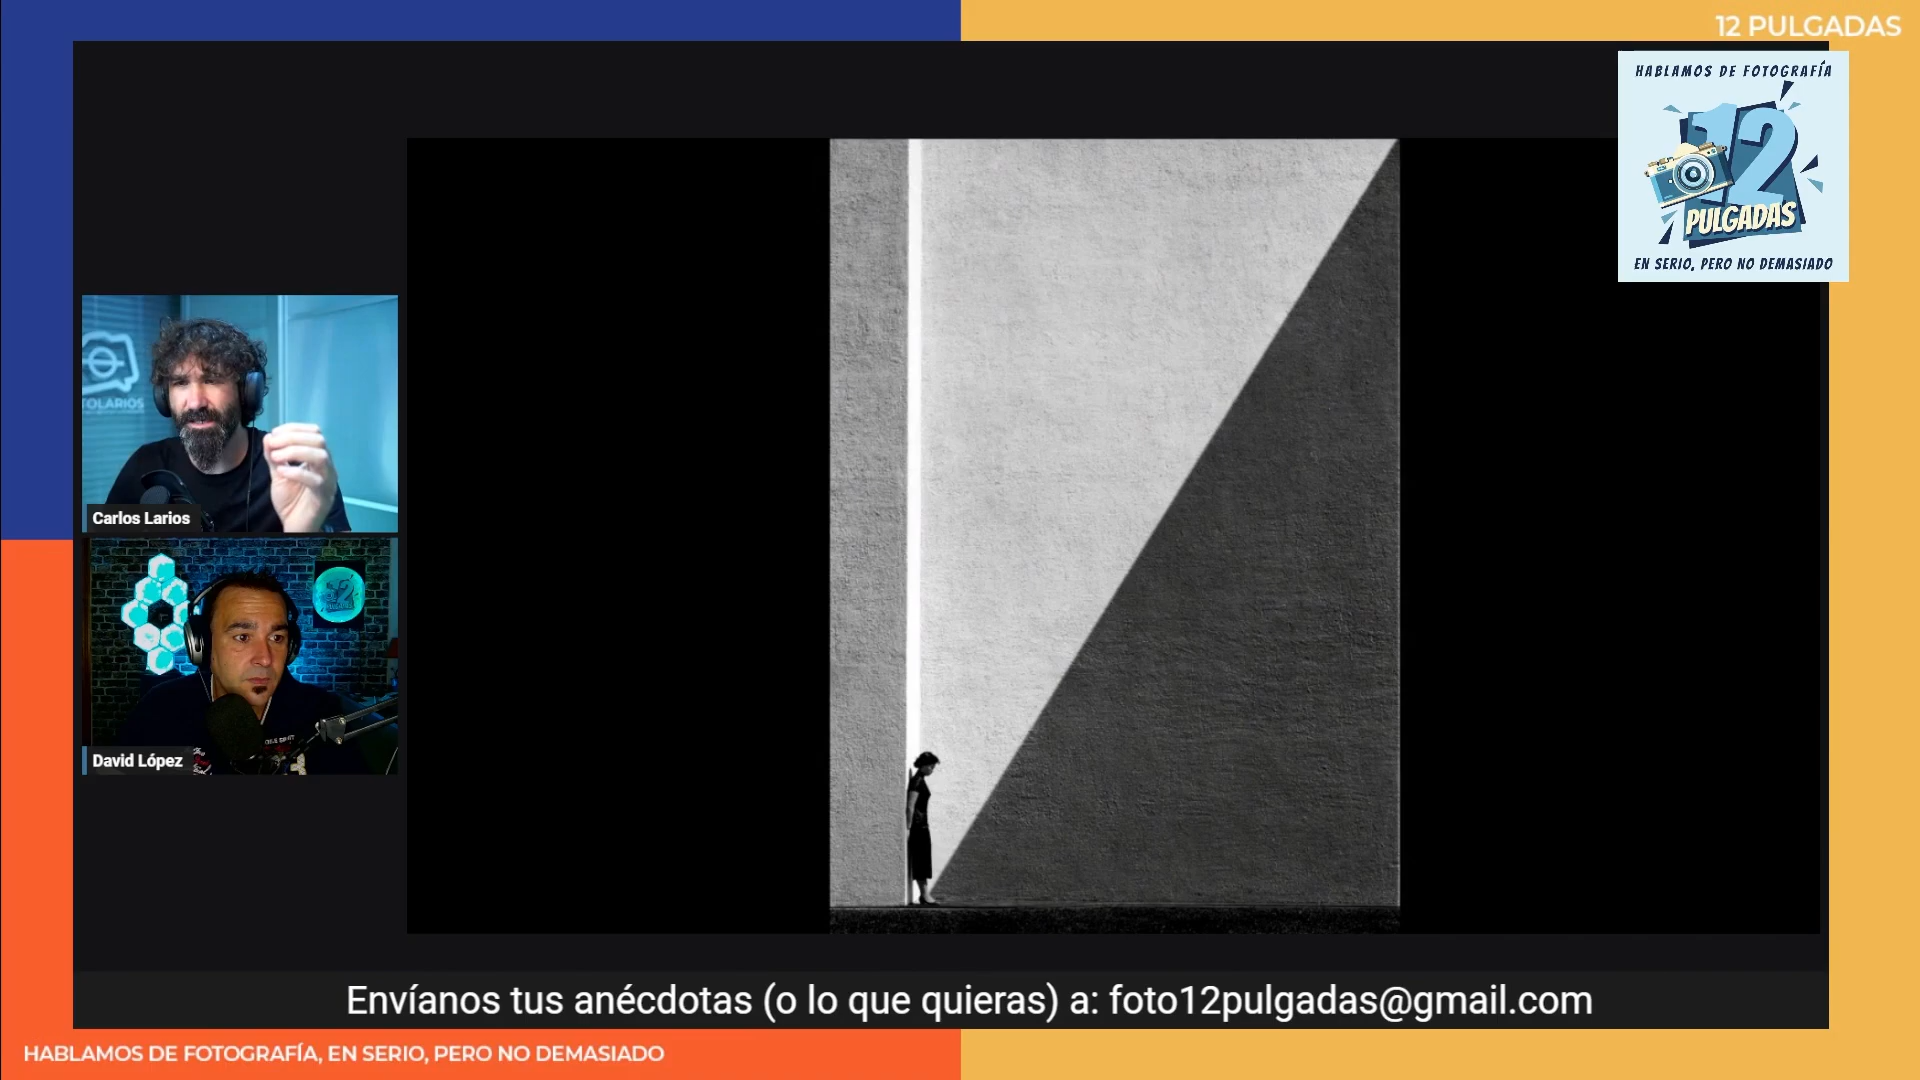 12 PULGADAS
HABLAMOS DE FOTOGRAFÍA
12
PULGADAS
EN SERIO, PERO NO DEMASIADO
TOLARIOS
Carlos Larios
David López
Envíanos tus anécdotas (o lo que quieras) a: foto12pulgadas@gmail.com
HABLAMOS DE FOTOGRAFÍA, EN SERIO, PERO NO DEMASIADO